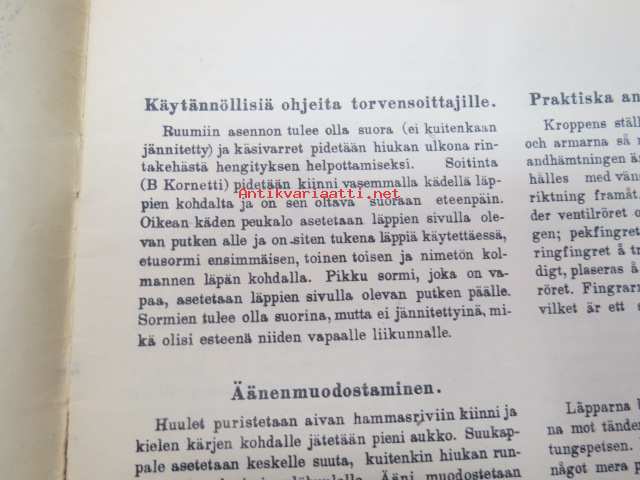 Käytännöllisiä ohjeita torvensoittajille.
Ruumiin asennon tulee olla suora (ei kuitenkaan
jännitetty) ja käsivarret pidetään hiukan ulkona rin-
takehästä hengityksen helpottamiseksi. Soitinta
(B Kornetti) pidetään kiinni vasemmalla kädellä läp-
pien kohdalta ja on sen oltava suoraan eteenpäin.
Oikean käden peukalo asetetaan läppien sivulla ole-
van putken alle ja on siten tukena läppiä käytettäessä,
etusormi ensimmäisen, toinen toisen ja nimetön kol-
mannen läpän kohdalla. Pikku sormi, joka on va-
paa, asetetaan läppien sivulla olevan putken päälle.
Sormien tulee olla suorina, mutta ei jännitettyinä, mi-
kä olisi esteenä niiden vapaalle liikunnalle.
Äänenmuodostaminen.
Huulet puristetaan aivan hammasriviin kiinni ja
kielen kärjen kohdalle jätetään pieni aukko. Suukap-
pale asetetaan keskelle suuta, kuitenkin hiukan run-
Ääni muodostetaan
Praktiska an
Kroppens ställ
och armarna så
andhämtningen är
hålles med vän
riktning framåt.
der ventilröret o
gen; pekfingret
ringfingret å tr
digt, plaseras å
röret. Fingrarn
vilket är ett s
Läpparna
na mot tänder
tungspetsen.
något mera p
Antikvariaatti.net